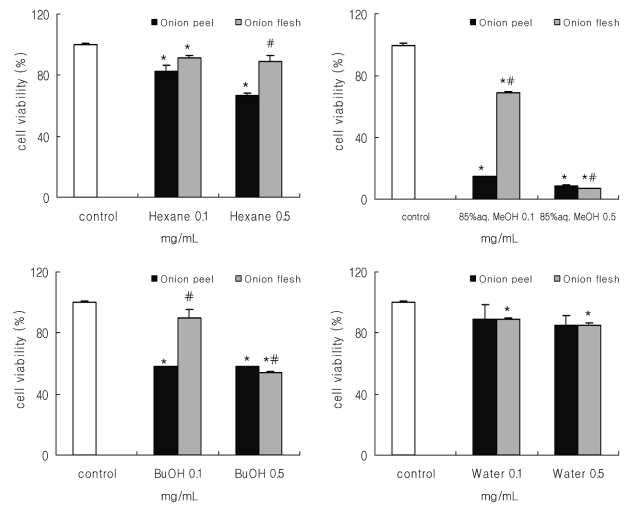 Onion peel Onion flesh
cell viability (%)
120
80
40
0
* * * #
control Hexane 0.1 Hexane 0.5
mg/mL
Onion peel Onion flesh
cell viability (%)
120
80
40
0
* *# * *#
control 85%aq. MeOH 0.1 85%aq. MeOH 0.5
mg/mL
Onion peel Onion flesh
cell viability (%)
120
80
40
0
* # * *#
control BuOH 0.1 BuOH 0.5
mg/mL
Onion peel Onion flesh
cell viability (%)
120
80
40
0
* *
control Water 0.1 Water 0.5
mg/mL